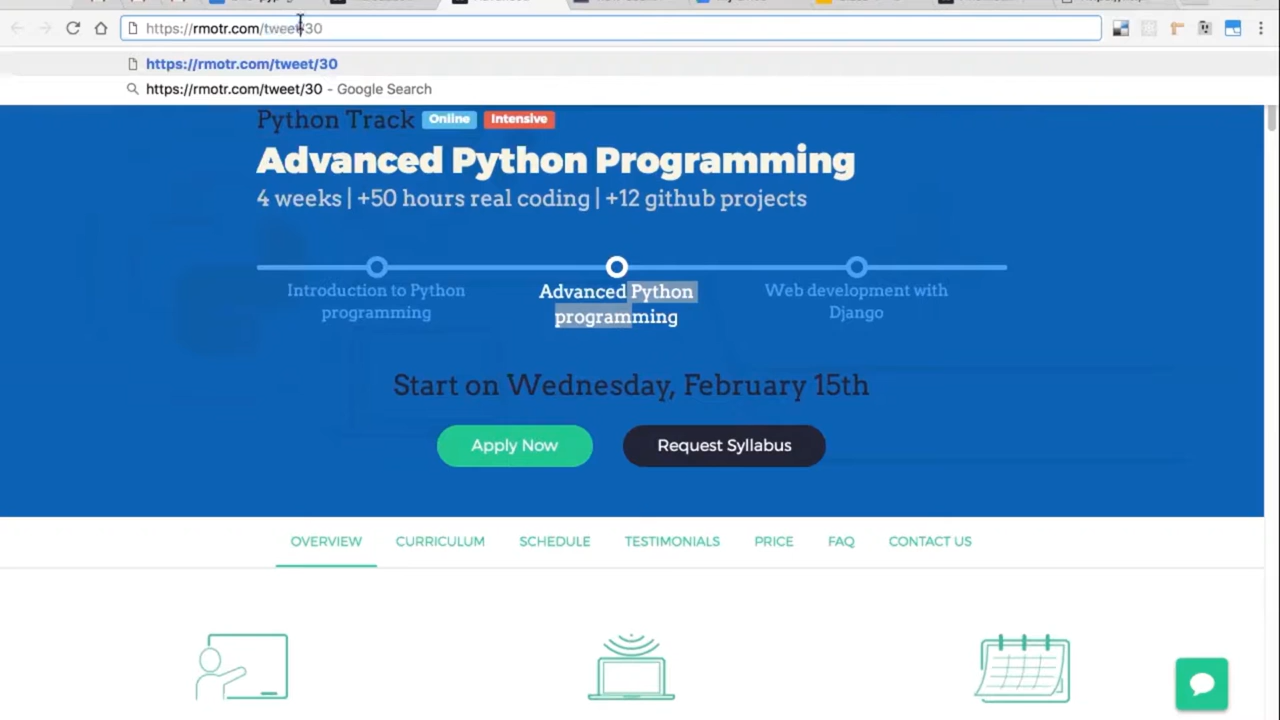 https://rmotr.com/tweet/30
https://rmotr.com/tweet/30
https://rmotr.com/tweet/30 - Google Search
Python Track Online Intensive
Advanced Python Programming
4 weeks | +50 hours real coding | +12 github projects
Introduction to Python programming
Advanced Python programming
Web development with Django
Start on Wednesday, February 15th
Apply Now Request Syllabus
OVERVIEW CURRICULUM SCHEDULE TESTIMONIALS PRICE FAQ CONTACT US